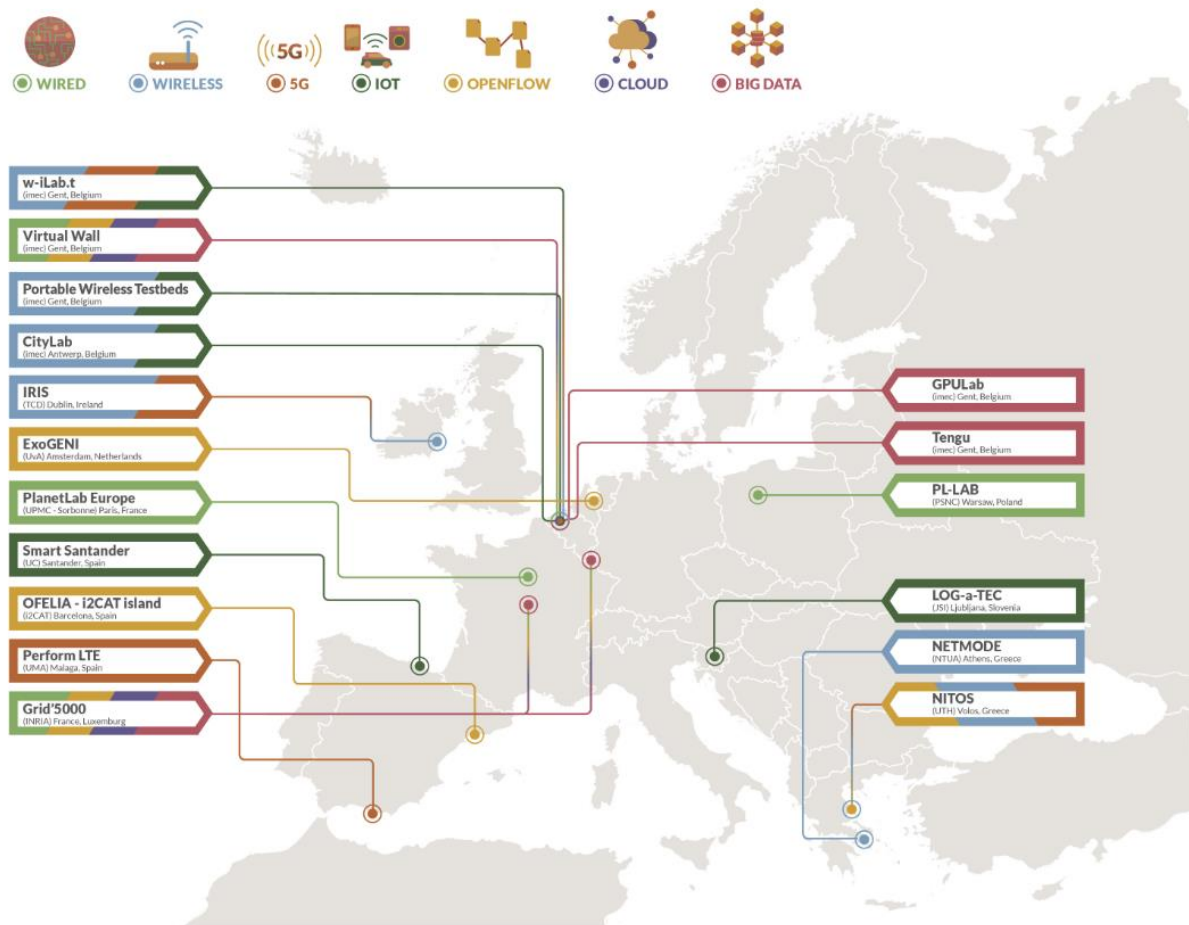 5G
WIRED
WIRELESS
5G
IOT
OPENFLOW
CLOUD
BIG DATA
w-iLab.t
(imec) Gent, Belgium
Virtual Wall
(imec) Gent, Belgium
Portable Wireless Testbeds
(imec) Gent, Belgium
CityLab
(imec) Antwerp, Belgium
IRIS
(TCD) Dublin, Ireland
ExoGENI
(UvA) Amsterdam, Netherlands
PlanetLab Europe
(UPMC - Sorbonne) Paris, France
Smart Santander
(UC) Santander, Spain
OFELIA - i2CAT island
(i2CAT) Barcelona, Spain
Perform LTE
(UMA) Malaga, Spain
Grid'5000
(INRIA) France, Luxemburg
GPULab
(imec) Gent, Belgium
Tengu
(imec) Gent, Belgium
PL-LAB
(PSNC) Warsaw, Poland
LOG-a-TEC
(JSI) Ljubljana, Slovenia
NETMODE
(NTUA) Athens, Greece
NITOS
(UTH) Volos, Greece